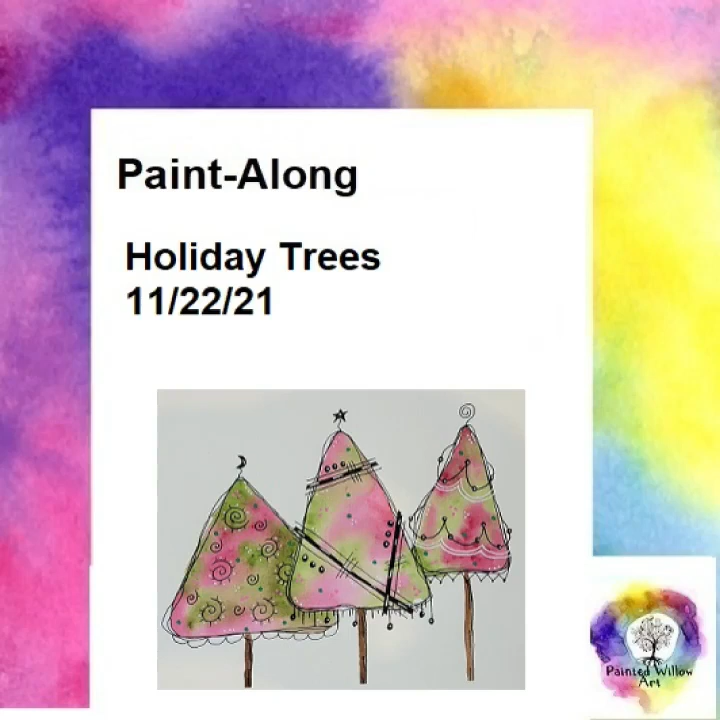 Paint-Along
Holiday Trees
11/22/21
Painted Willow
Art